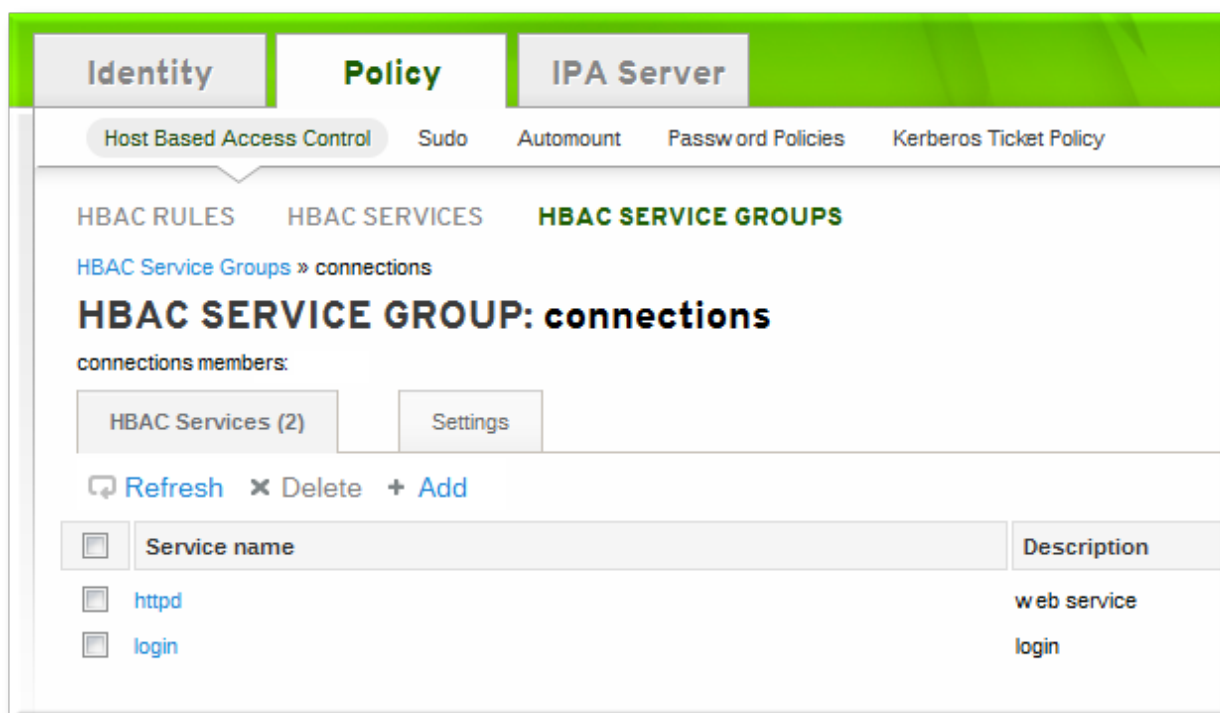 Identity Policy IPA Server
Host Based Access Control Sudo Automount Password Policies Kerberos Ticket Policy
HBAC RULES HBAC SERVICES HBAC SERVICE GROUPS
HBAC Service Groups » connections
HBAC SERVICE GROUP: connections
connections members:
HBAC Services (2) Settings
Refresh Delete + Add
Service name Description
httpd web service
login login